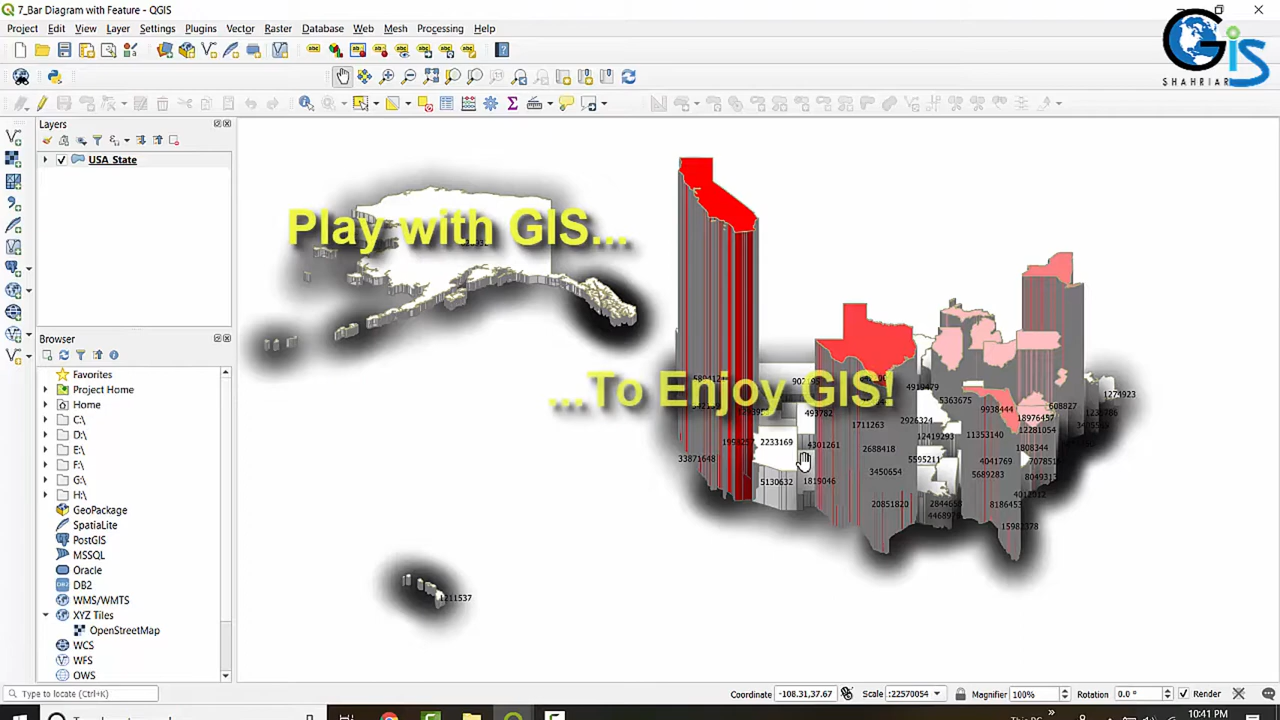 7_Bar Diagram with Feature - QGIS
Project Edit View Layer Settings Plugins Vector Raster Database Web Mesh Processing Help
GIS
SHAHRIAR
Layers
USA State
Play with GIS...
...To Enjoy GIS!
Browser
Favorites
Project Home
Home
C:\
D:\
E:\
F:\
G:\
H:\
GeoPackage
SpatiaLite
PostGIS
MSSQL
Oracle
DB2
WMS/WMTS
XYZ Tiles
OpenStreetMap
WCS
WFS
OWS
1274923
4919479
5363675
608827
493782
9938444
18976457
1711263
2926324
12281054
2233169
4301261
12419293
11353140
2688418
1808344
33871648
5595211
4041769
3450654
5689283
8049313
5130632
1819046
20851820
8186453
15982378
1211537
Type to locate (Ctrl+K)
Coordinate -108.31,37.67 Scale :22570054 Magnifier 100% Rotation 0.0 ° Render
10:41 PM